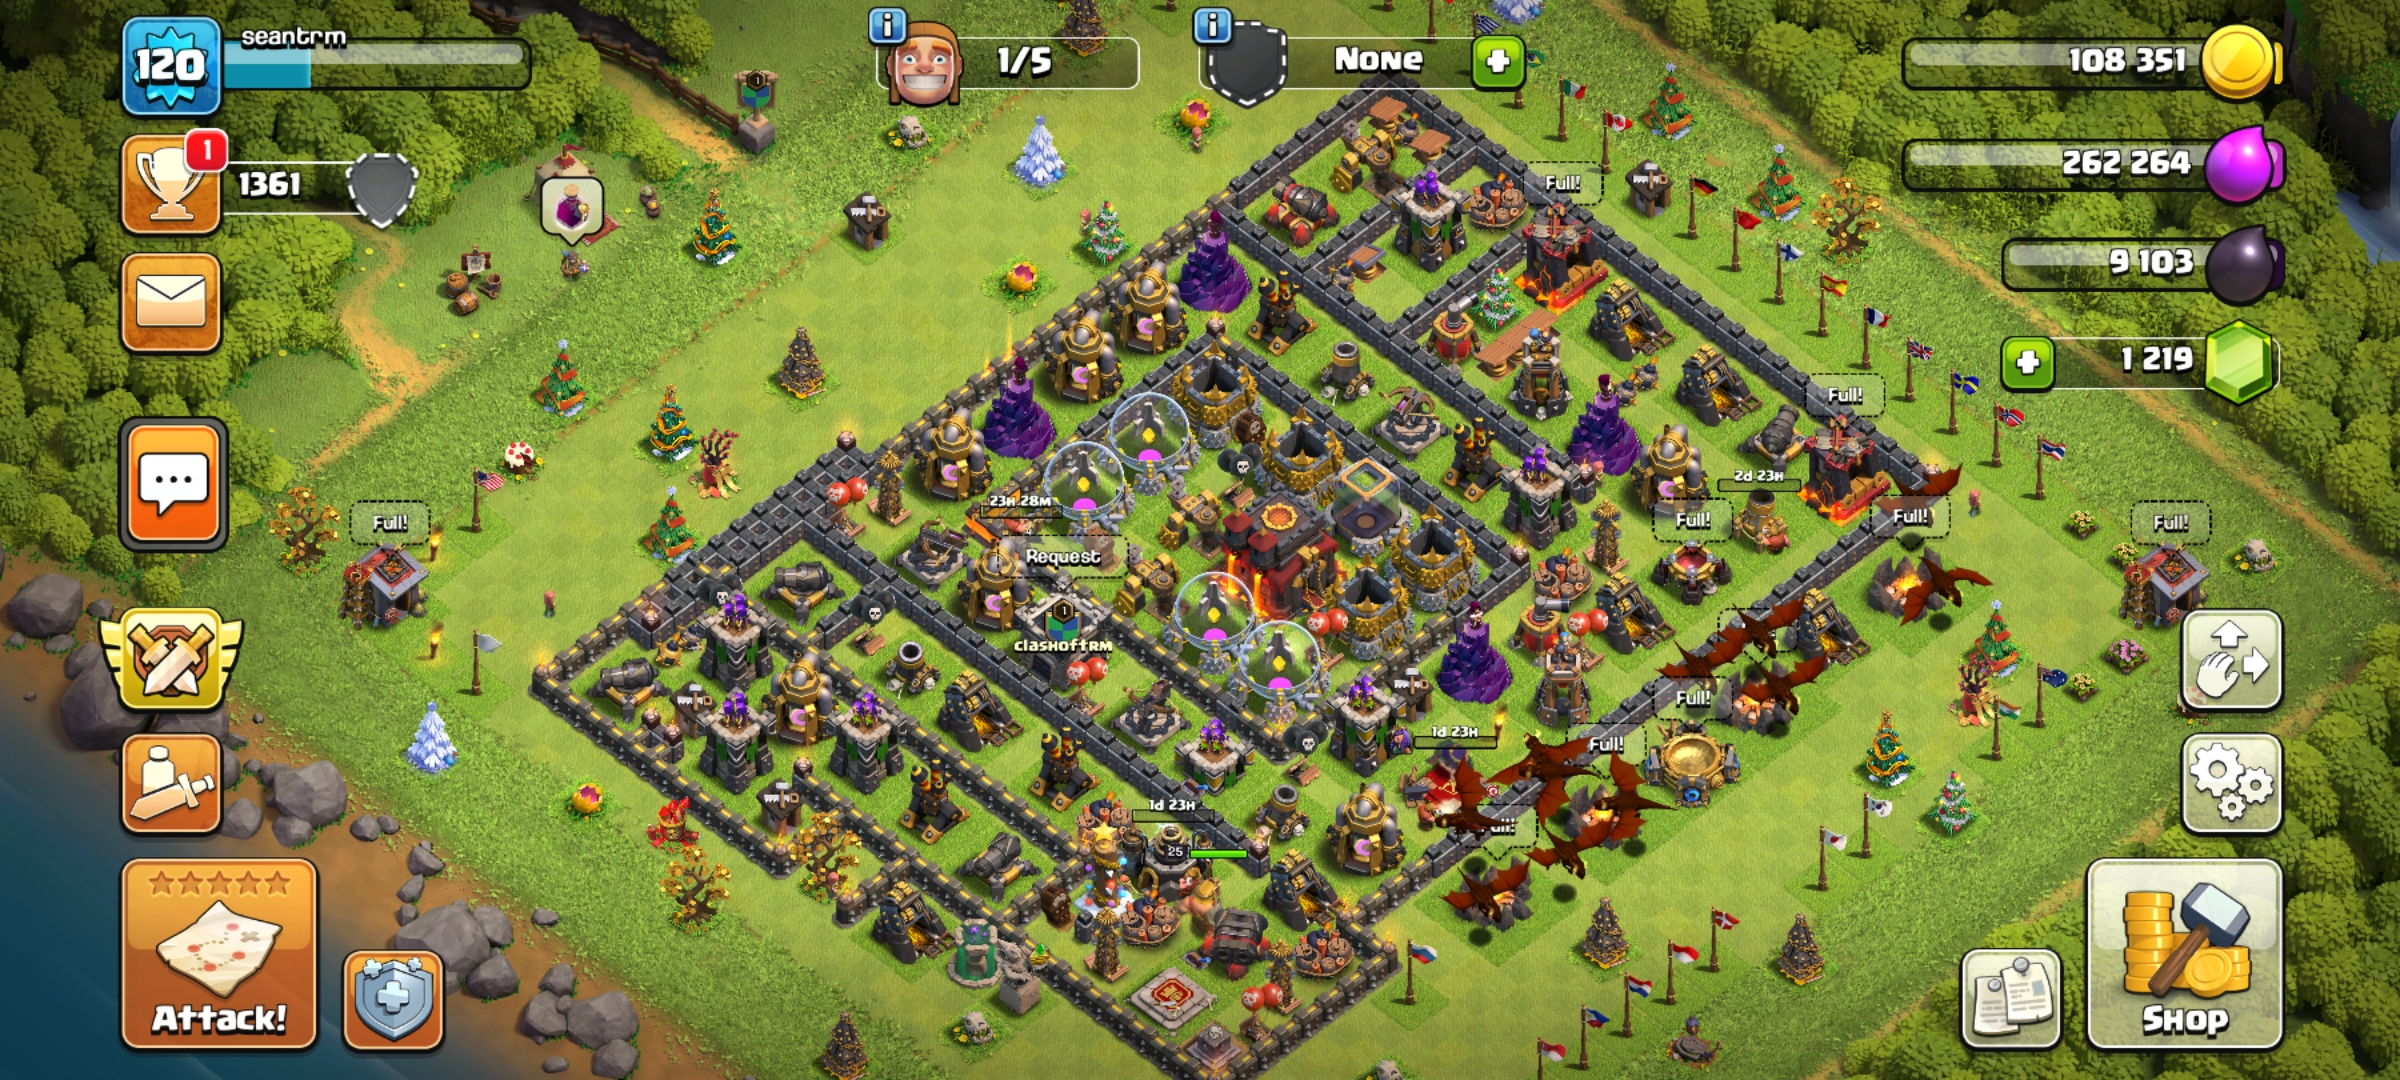 120
seantrm
1/5
None
108 351
1
1361
262 264
Full!
9 103
1 219
Full!
2d 23h
23h 28m
Full!
Full!
Full!
Full!
Request
clashoftRM
Full!
1d 23h
Full!
1d 23h
25
Attack!
Shop